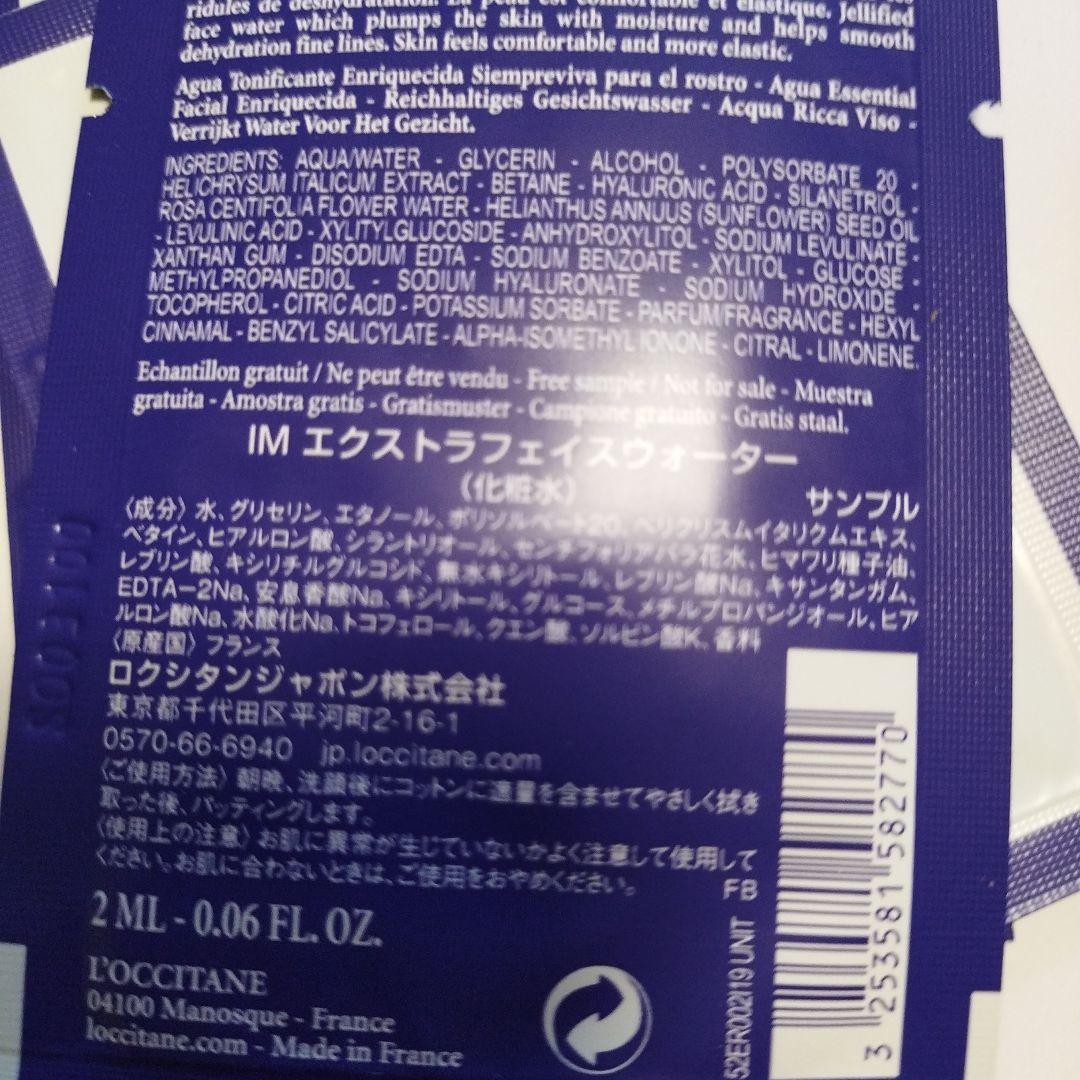 ridules de déshydratation. La peau est confortable et élastique. Jellified
face water which plumps the skin with moisture and helps smooth
dehydration fine lines. Skin feels comfortable and more elastic.
Agua Tonificante Enriquecida Siempreviva para el rostro - Agua Essential
Facial Enriquecida - Reichhaltiges Gesichtswasser - Acqua Ricca Viso -
Verrijkt Water Voor Het Gezicht.
INGREDIENTS: AQUA/WATER - GLYCERIN - ALCOHOL - POLYSORBATE 20 -
HELICHRYSUM ITALICUM EXTRACT - BETAINE - HYALURONIC ACID - SILANETRIOL -
ROSA CENTIFOLIA FLOWER WATER - HELIANTHUS ANNUUS (SUNFLOWER) SEED OIL
- LEVULINIC ACID - XYLITYLGLUCOSIDE - ANHYDROXYLITOL - SODIUM LEVULINATE -
XANTHAN GUM - DISODIUM EDTA - SODIUM BENZOATE - XYLITOL - GLUCOSE -
METHYLPROPANEDIOL - SODIUM HYALURONATE - SODIUM HYDROXIDE -
TOCOPHEROL - CITRIC ACID - POTASSIUM SORBATE - PARFUM/FRAGRANCE - HEXYL
CINNAMAL - BENZYL SALICYLATE - ALPHA-ISOMETHYL IONONE - CITRAL - LIMONENE.
Echantillon gratuit / Ne peut être vendu - Free sample / Not for sale - Muestra
gratuita - Amostra gratis - Gratismuster - Campione gratuito - Gratis staal.
IM エクストラフェイスウォーター
(化粧水)
サンプル
〈成分〉水、グリセリン、エタノール、ポリソルベート20、ヘリクリスムイタリクムエキス、
ベタイン、ヒアルロン酸、シラントリオール、センチフォリアバラ花水、ヒマワリ種子油、
レブリン酸、キシリチルグルコシド、無水キシリトール、レブリン酸Na、キサンタンガム、
EDTA－2Na、安息香酸Na、キシリトール、グルコース、メチルプロパンジオール、ヒア
ルロン酸Na、水酸化Na、トコフェロール、クエン酸、ソルビン酸K、香料
〈原産国〉フランス
ロクシタンジャポン株式会社
東京都千代田区平河町2-16-1
0570-66-6940 jp.loccitane.com
〈ご使用方法〉朝晩、洗顔後にコットンに適量を含ませてやさしく拭き
取った後、パッティングします。
〈使用上の注意〉お肌に異常が生じていないかよく注意して使用して
ください。お肌に合わないときは、ご使用をおやめください。
FB
2 ML - 0.06 FL. OZ.
L'OCCITANE
04100 Manosque - France
loccitane.com - Made in France
52ER002I19 UNIT
3 253581 582770